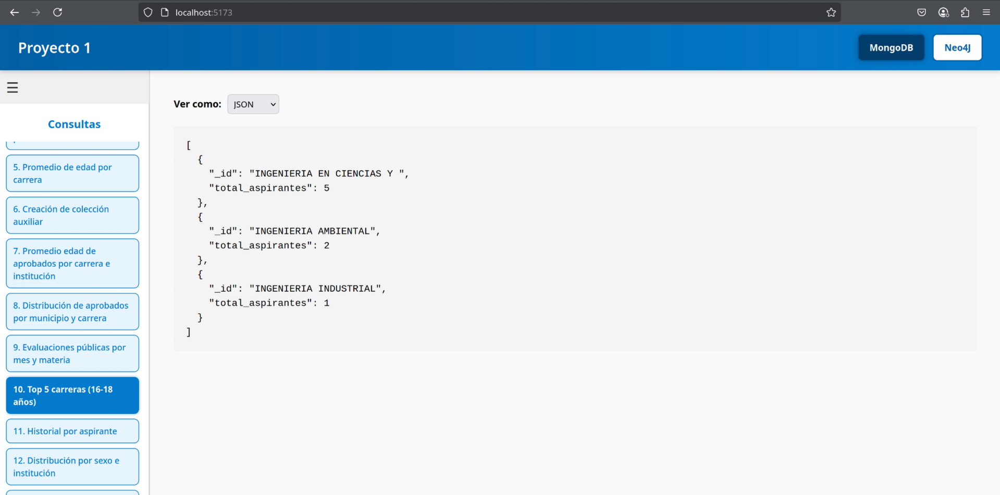 localhost:5173
Proyecto 1
MongoDB
Neo4J
☰
Consultas
5. Promedio de edad por
carrera
6. Creación de colección
auxiliar
7. Promedio edad de
aprobados por carrera e
institución
8. Distribución de aprobados
por municipio y carrera
9. Evaluaciones públicas por
mes y materia
10. Top 5 carreras (16-18
años)
11. Historial por aspirante
12. Distribución por sexo e
institución
Ver como:
JSON
[
  {
    "_id": "INGENIERIA EN CIENCIAS Y ",
    "total_aspirantes": 5
  },
  {
    "_id": "INGENIERIA AMBIENTAL",
    "total_aspirantes": 2
  },
  {
    "_id": "INGENIERIA INDUSTRIAL",
    "total_aspirantes": 1
  }
]